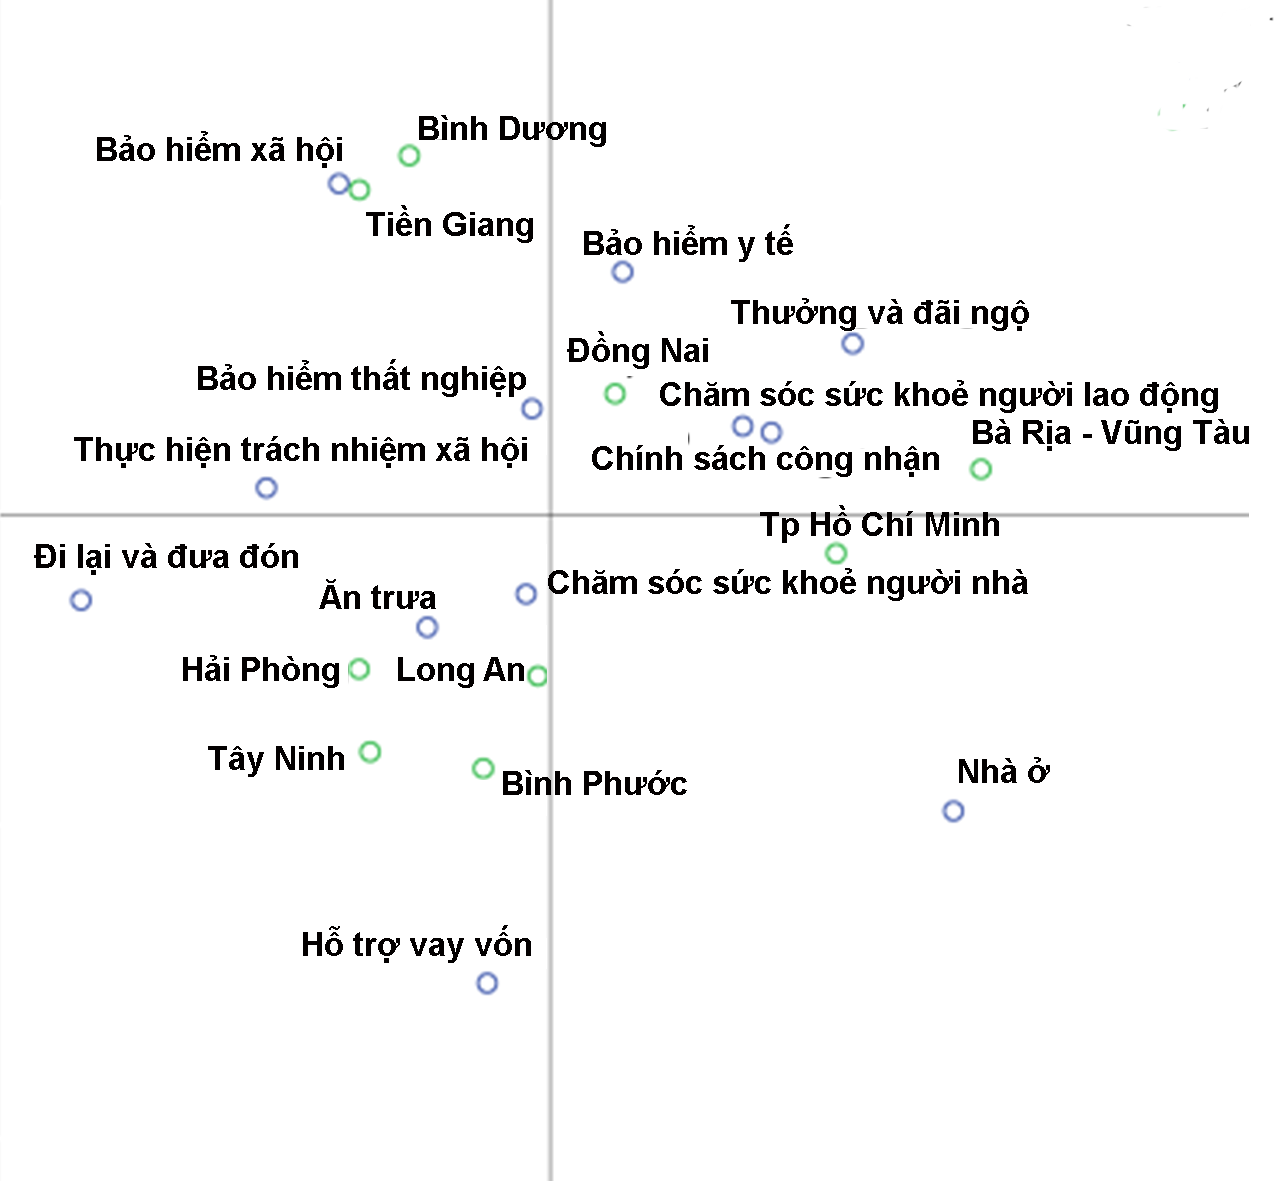 Bình Dương
Bảo hiểm xã hội
Tiền Giang
Bảo hiểm y tế
Thưởng và đãi ngộ
Đồng Nai
Bảo hiểm thất nghiệp
Chăm sóc sức khoẻ người lao động
Bà Rịa - Vũng Tàu
Thực hiện trách nhiệm xã hội
Chính sách công nhận
Tp Hồ Chí Minh
Đi lại và đưa đón
Chăm sóc sức khoẻ người nhà
Ăn trưa
Hải Phòng
Long An
Tây Ninh
Bình Phước
Nhà ở
Hỗ trợ vay vốn